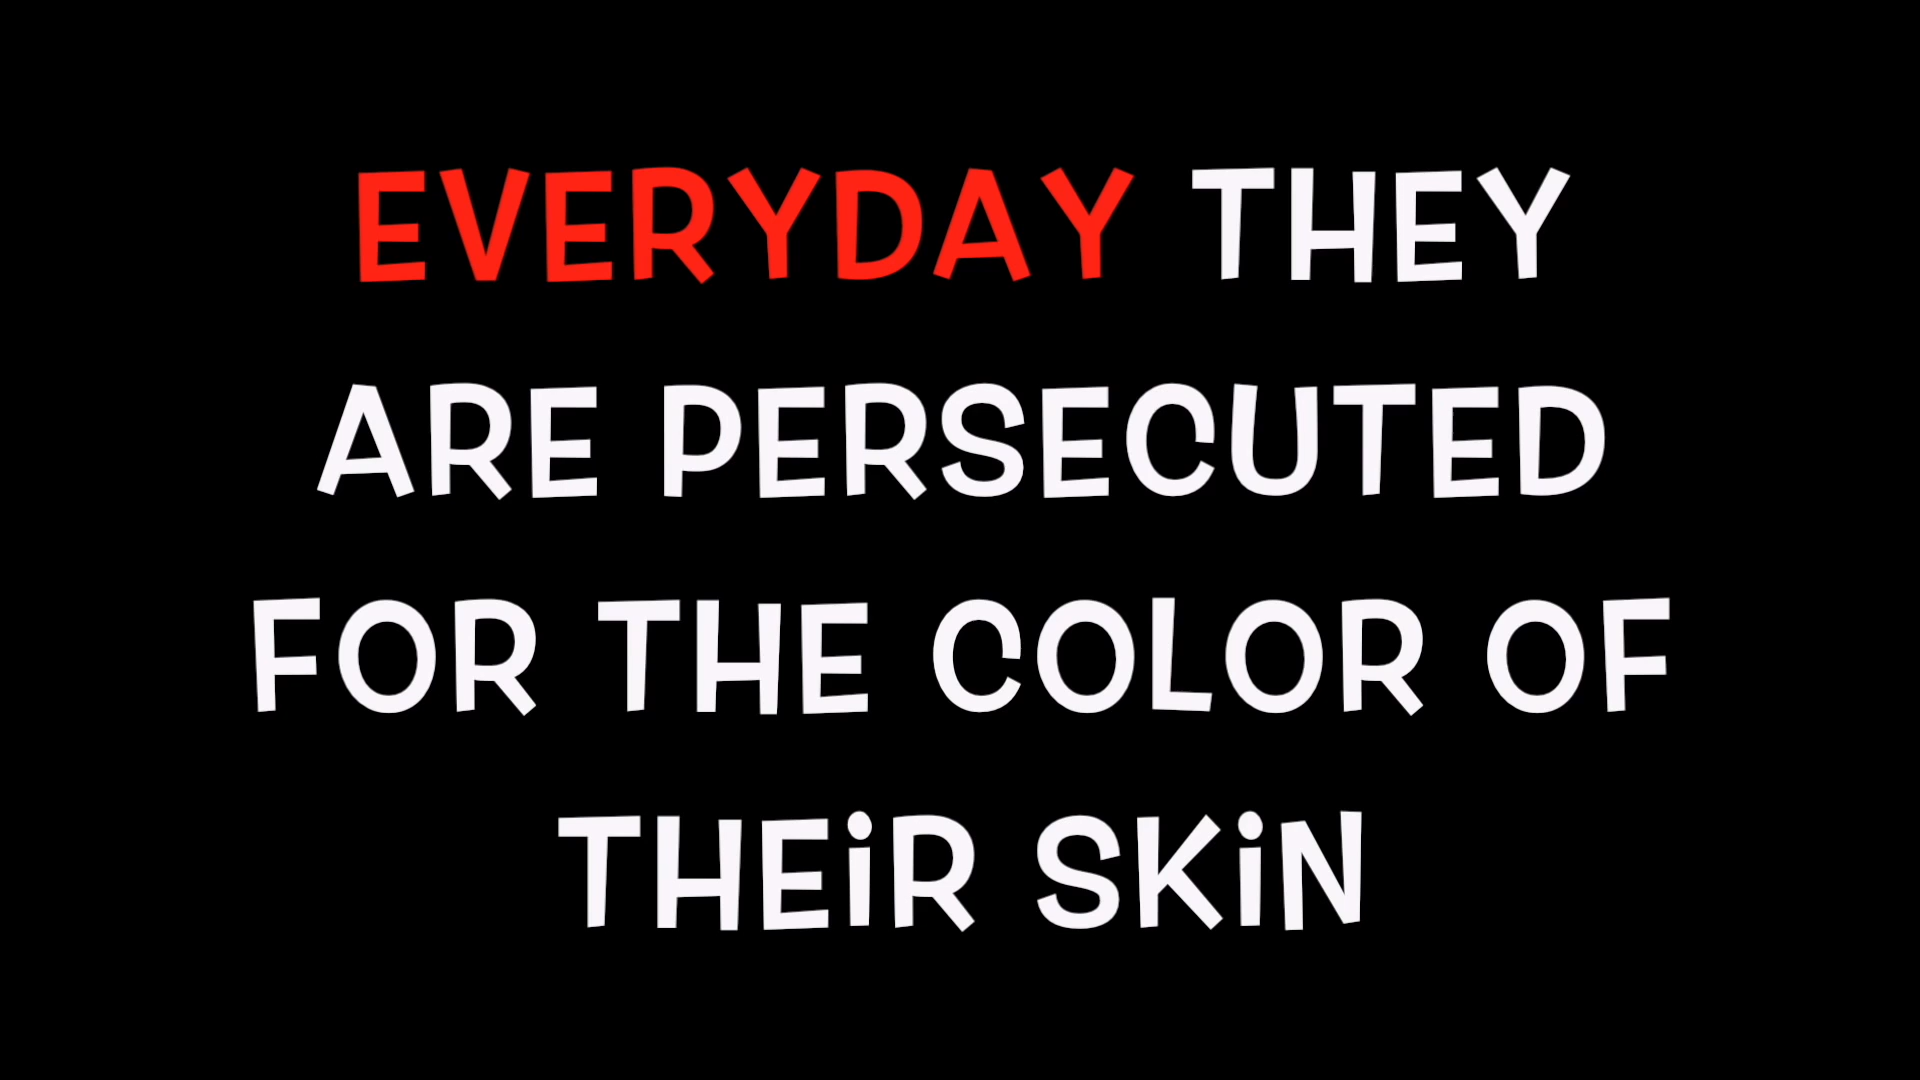 EVERYDAY THEY
ARE PERSECUTED
FOR THE COLOR OF
THEiR SKiN